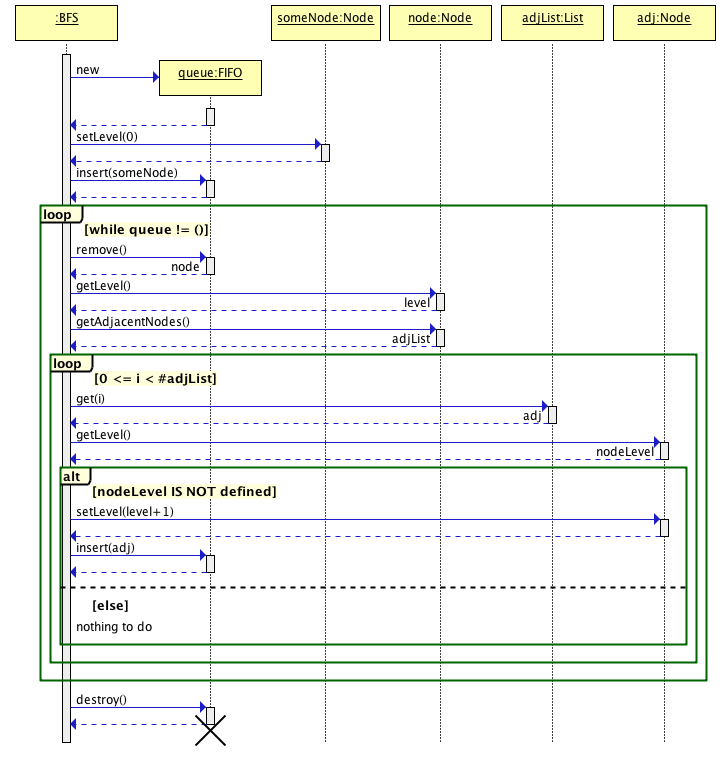 :BFS
someNode:Node
node:Node
adjList:List
adj:Node
new
queue:FIFO
setLevel(0)
insert(someNode)
loop
[while queue != ()]
remove()
node
getLevel()
level
getAdjacentNodes()
adjList
loop
[0 <= i < #adjList]
get(i)
adj
getLevel()
nodeLevel
alt
[nodeLevel IS NOT defined]
setLevel(level+1)
insert(adj)
[else]
nothing to do
destroy()